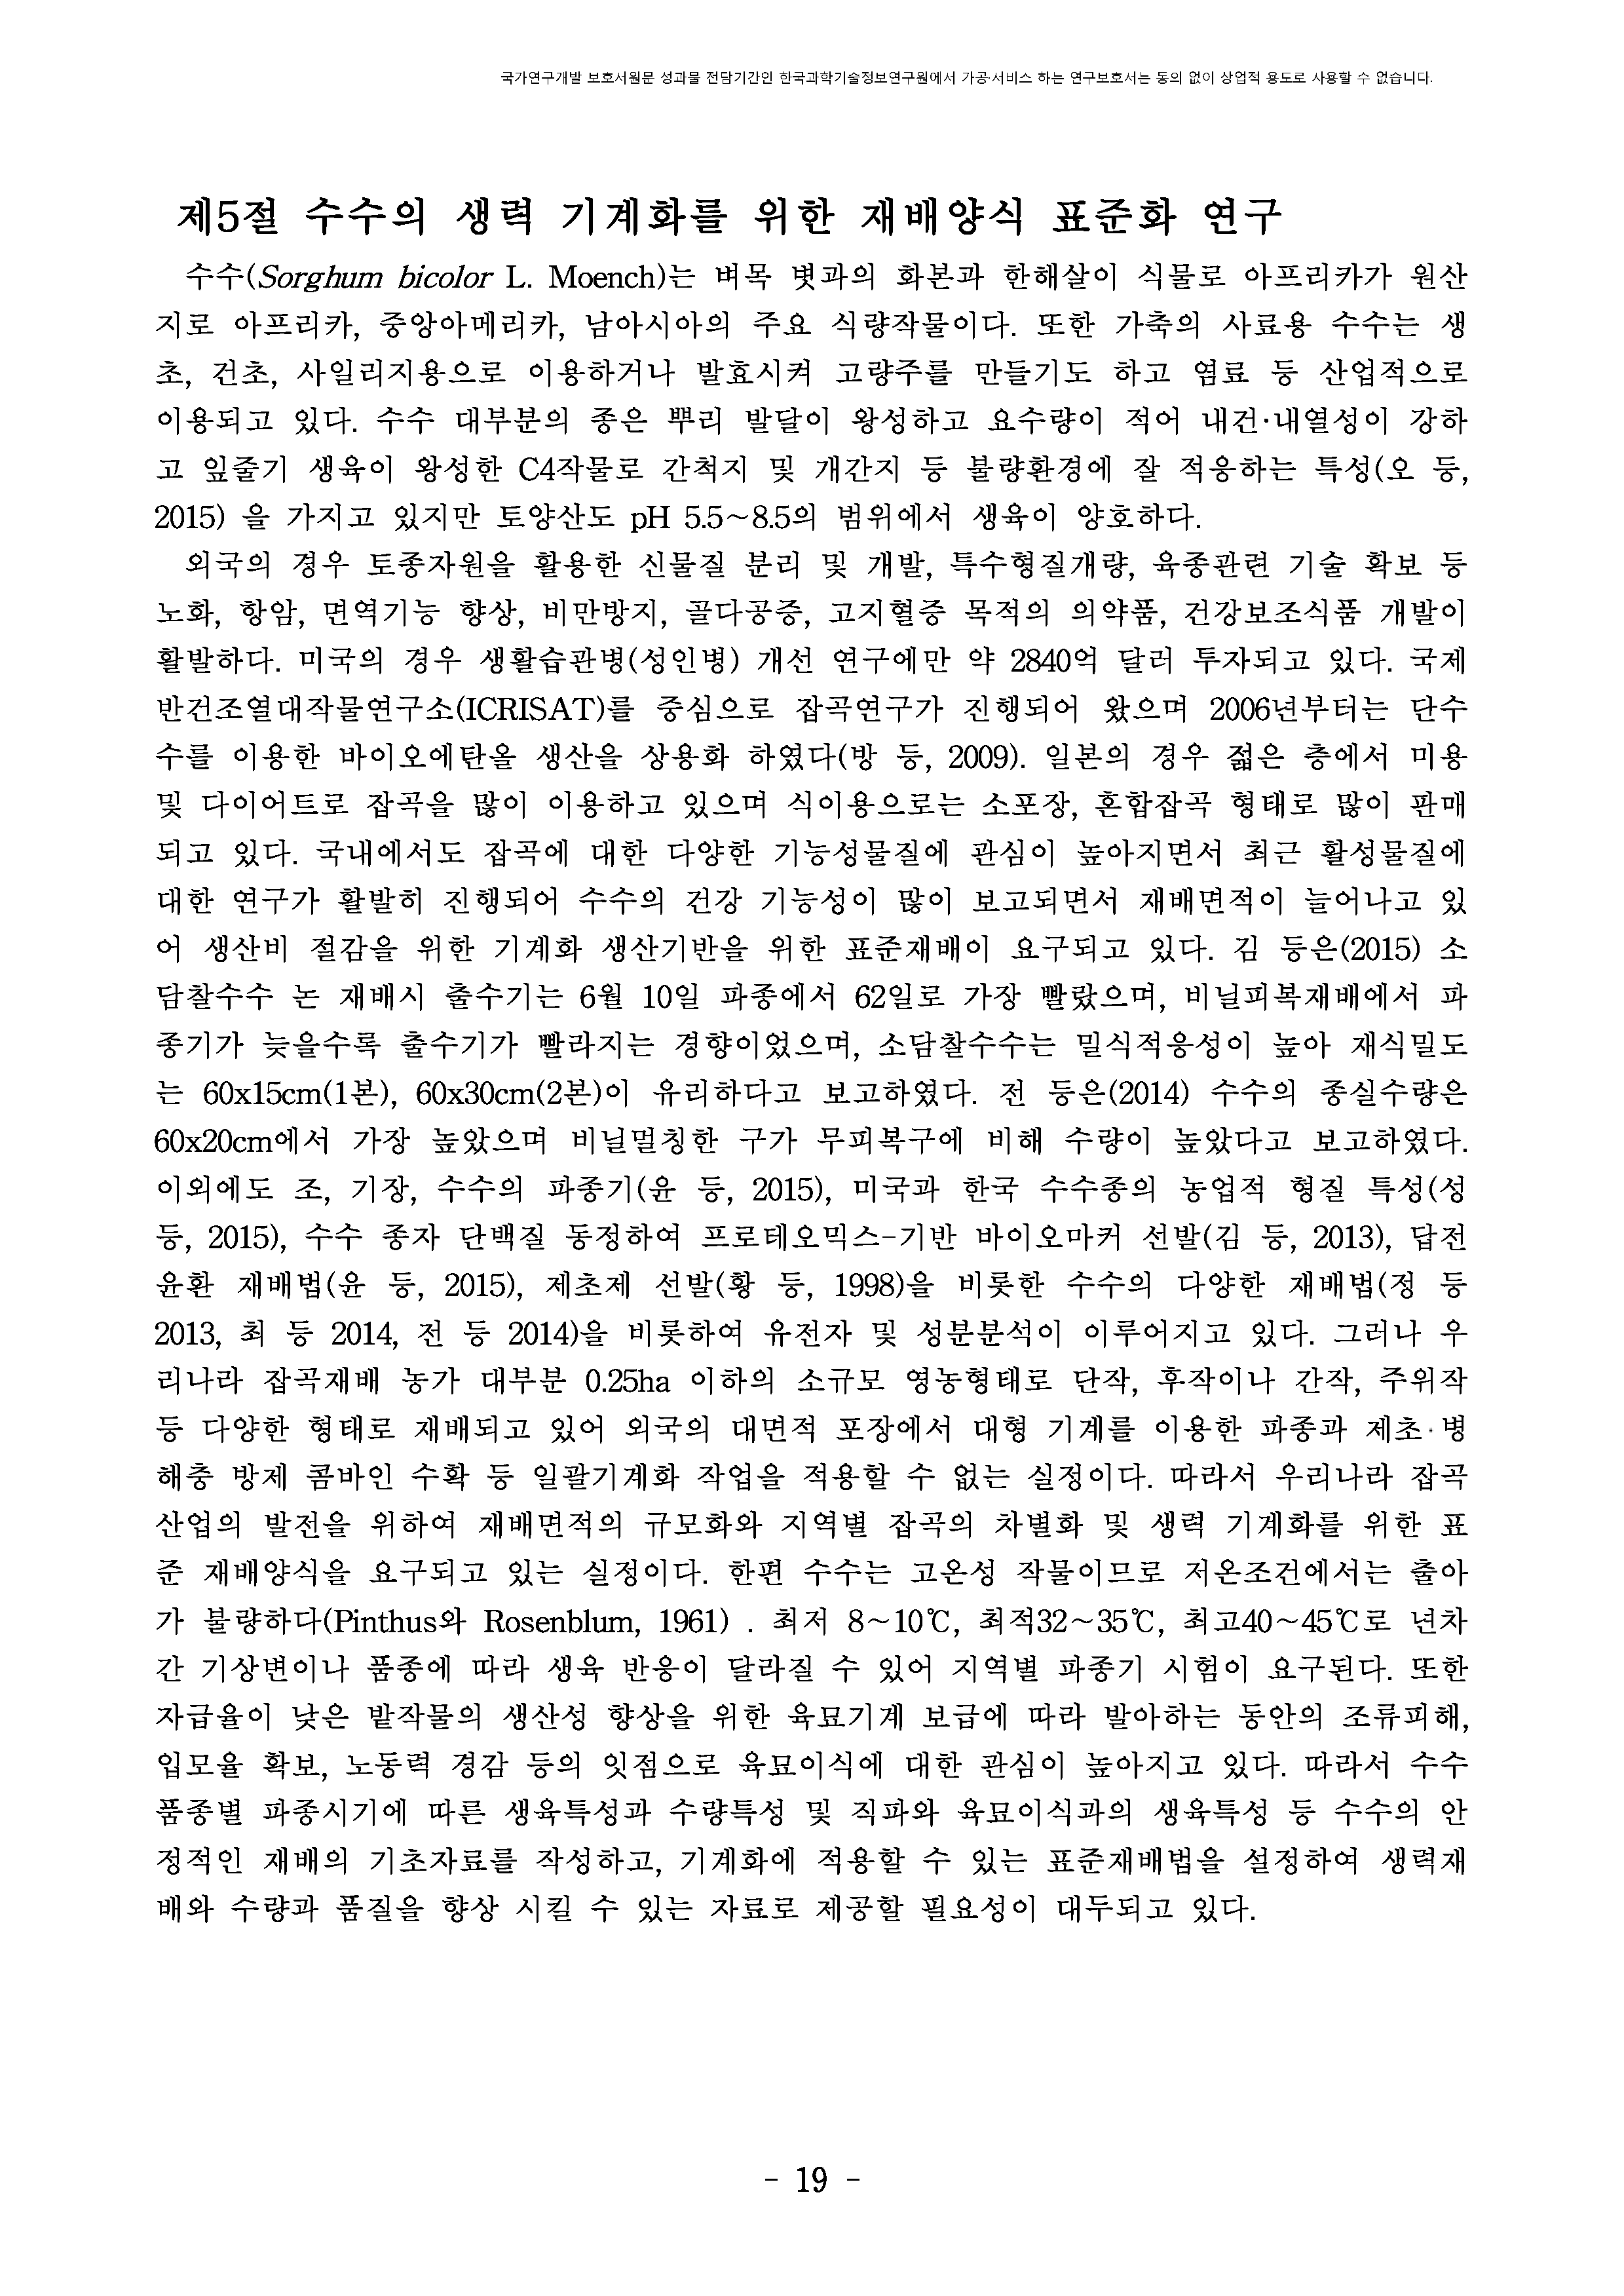 국가연구개발 보호서원문 성과물 전담기간인 한국과학기술정보연구원에서 가공·서비스 하는 연구보호서는 동의 없이 상업적 용도로 사용할 수 없습니다.
제5절 수수의 생력 기계화를 위한 재배양식 표준화 연구
수수(Sorghum bicolor L. Moench)는 벼목 볏과의 화본과 한해살이 식물로 아프리카가 원산
지로 아프리카, 중앙아메리카, 남아시아의 주요 식량작물이다. 또한 가축의 사료용 수수는 생
초, 건초, 사일리지용으로 이용하거나 발효시켜 고량주를 만들기도 하고 염료 등 산업적으로
이용되고 있다. 수수 대부분의 종은 뿌리 발달이 왕성하고 요수량이 적어 내건·내열성이 강하
고 잎줄기 생육이 왕성한 C4작물로 간척지 및 개간지 등 불량환경에 잘 적응하는 특성(오 등,
2015) 을 가지고 있지만 토양산도 pH 5.5~8.5의 범위에서 생육이 양호하다.
외국의 경우 토종자원을 활용한 신물질 분리 및 개발, 특수형질개량, 육종관련 기술 확보 등
노화, 항암, 면역기능 향상, 비만방지, 골다공증, 고지혈증 목적의 의약품, 건강보조식품 개발이
활발하다. 미국의 경우 생활습관병(성인병) 개선 연구에만 약 2840억 달러 투자되고 있다. 국제
반건조열대작물연구소(ICRISAT)를 중심으로 잡곡연구가 진행되어 왔으며 2006년부터는 단수
수를 이용한 바이오에탄올 생산을 상용화 하였다(방 등, 2009). 일본의 경우 젊은 층에서 미용
및 다이어트로 잡곡을 많이 이용하고 있으며 식이용으로는 소포장, 혼합잡곡 형태로 많이 판매
되고 있다. 국내에서도 잡곡에 대한 다양한 기능성물질에 관심이 높아지면서 최근 활성물질에
대한 연구가 활발히 진행되어 수수의 건강 기능성이 많이 보고되면서 재배면적이 늘어나고 있
어 생산비 절감을 위한 기계화 생산기반을 위한 표준재배이 요구되고 있다. 김 등은(2015) 소
담찰수수 논 재배시 출수기는 6월 10일 파종에서 62일로 가장 빨랐으며, 비닐피복재배에서 파
종기가 늦을수록 출수기가 빨라지는 경향이었으며, 소담찰수수는 밀식적응성이 높아 재식밀도
는 60x15cm(1본), 60x30cm(2본)이 유리하다고 보고하였다. 전 등은(2014) 수수의 종실수량은
60x20cm에서 가장 높았으며 비닐멀칭한 구가 무피복구에 비해 수량이 높았다고 보고하였다.
이외에도 조, 기장, 수수의 파종기(윤 등, 2015), 미국과 한국 수수종의 농업적 형질 특성(성
등, 2015), 수수 종자 단백질 동정하여 프로테오믹스-기반 바이오마커 선발(김 등, 2013), 답전
윤환 재배법(윤 등, 2015), 제초제 선발(황 등, 1998)을 비롯한 수수의 다양한 재배법(정 등
2013, 최 등 2014, 전 등 2014)을 비롯하여 유전자 및 성분분석이 이루어지고 있다. 그러나 우
리나라 잡곡재배 농가 대부분 0.25ha 이하의 소규모 영농형태로 단작, 후작이나 간작, 주위작
등 다양한 형태로 재배되고 있어 외국의 대면적 포장에서 대형 기계를 이용한 파종과 제초·병
해충 방제 콤바인 수확 등 일괄기계화 작업을 적용할 수 없는 실정이다. 따라서 우리나라 잡곡
산업의 발전을 위하여 재배면적의 규모화와 지역별 잡곡의 차별화 및 생력 기계화를 위한 표
준 재배양식을 요구되고 있는 실정이다. 한편 수수는 고온성 작물이므로 저온조건에서는 출아
가 불량하다(Pinthus와 Rosenblum, 1961) . 최저 8~10℃, 최적32~35℃, 최고40~45℃로 년차
간 기상변이나 품종에 따라 생육 반응이 달라질 수 있어 지역별 파종기 시험이 요구된다. 또한
자급율이 낮은 밭작물의 생산성 향상을 위한 육묘기계 보급에 따라 발아하는 동안의 조류피해,
입모율 확보, 노동력 경감 등의 잇점으로 육묘이식에 대한 관심이 높아지고 있다. 따라서 수수
품종별 파종시기에 따른 생육특성과 수량특성 및 직파와 육묘이식과의 생육특성 등 수수의 안
정적인 재배의 기초자료를 작성하고, 기계화에 적용할 수 있는 표준재배법을 설정하여 생력재
배와 수량과 품질을 향상 시킬 수 있는 자료로 제공할 필요성이 대두되고 있다.
- 19 -